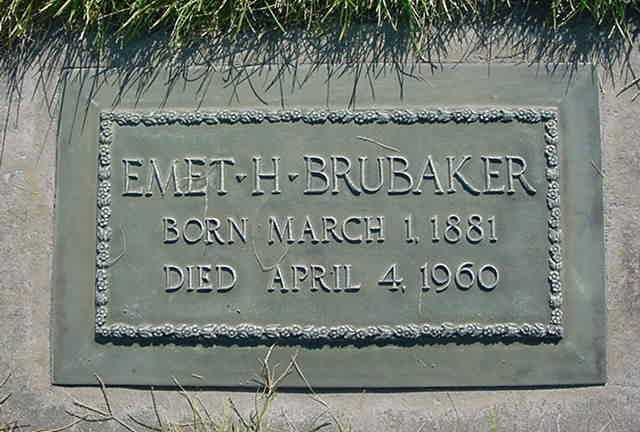 EMET · H · BRUBAKER
BORN MARCH 1, 1881
DIED APRIL 4, 1960